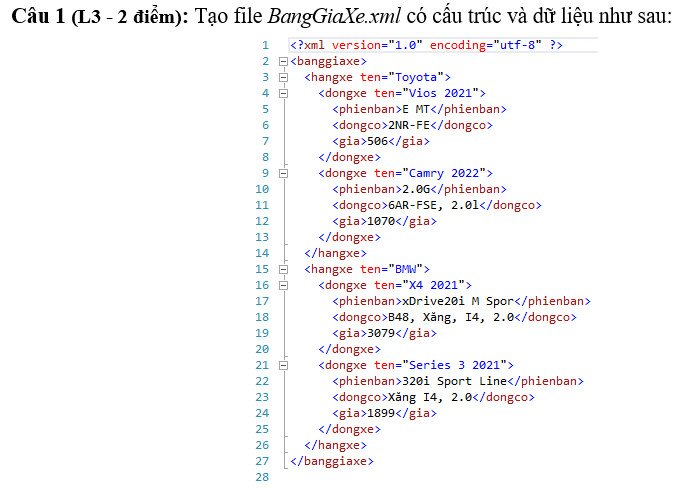 Câu 1 (L3 - 2 điểm): Tạo file BangGiaXe.xml có cấu trúc và dữ liệu như sau:
1 <?xml version="1.0" encoding="utf-8" ?>
2 <banggiaxe>
3 <hangxe ten="Toyota">
4 <dongxe ten="Vios 2021">
5 <phienban>E MT</phienban>
6 <dongco>2NR-FE</dongco>
7 <gia>506</gia>
8 </dongxe>
9 <dongxe ten="Camry 2022">
10 <phienban>2.0G</phienban>
11 <dongco>6AR-FSE, 2.0l</dongco>
12 <gia>1070</gia>
13 </dongxe>
14 </hangxe>
15 <hangxe ten="BMW">
16 <dongxe ten="X4 2021">
17 <phienban>xDrive20i M Spor</phienban>
18 <dongco>B48, Xăng, I4, 2.0</dongco>
19 <gia>3079</gia>
20 </dongxe>
21 <dongxe ten="Series 3 2021">
22 <phienban>320i Sport Line</phienban>
23 <dongco>Xăng I4, 2.0</dongco>
24 <gia>1899</gia>
25 </dongxe>
26 </hangxe>
27 </banggiaxe>
28